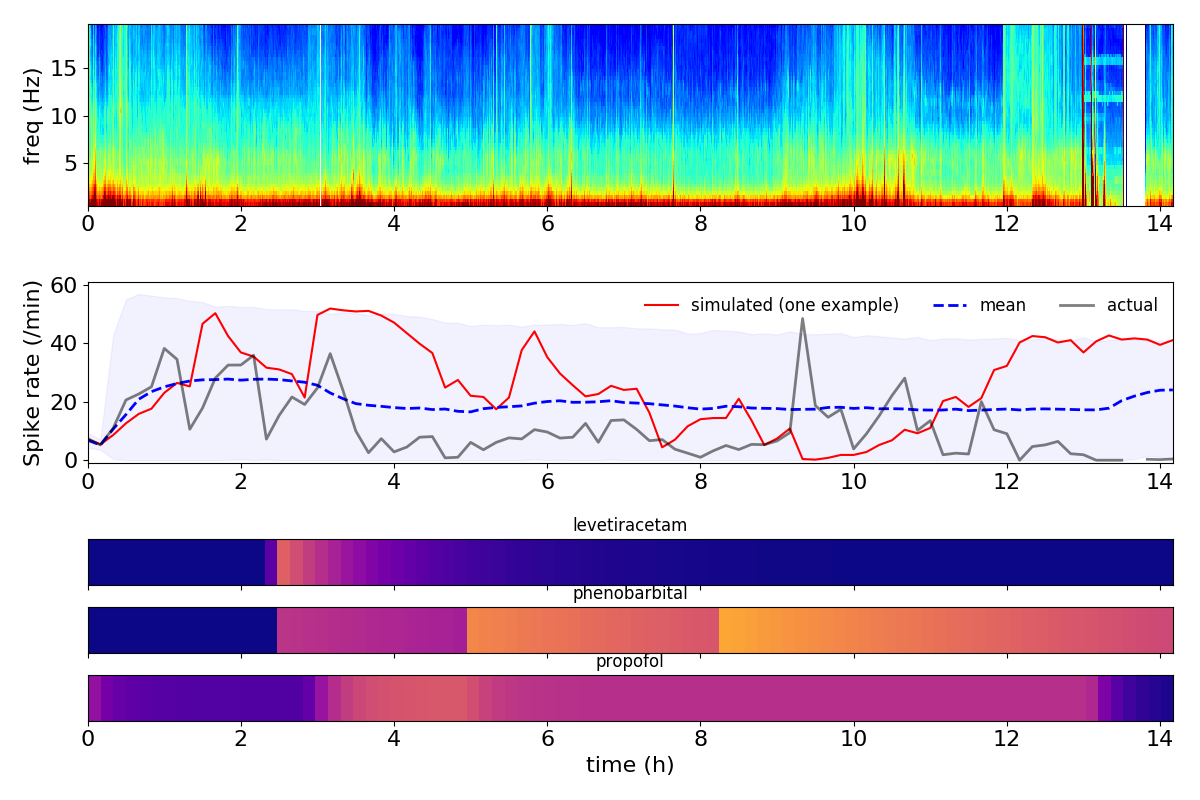 freq (Hz)
15
10
5
0 2 4 6 8 10 12 14
Spike rate (/min)
60
40
20
0
simulated (one example) mean actual
0 2 4 6 8 10 12 14
levetiracetam
phenobarbital
propofol
0 2 4 6 8 10 12 14
time (h)